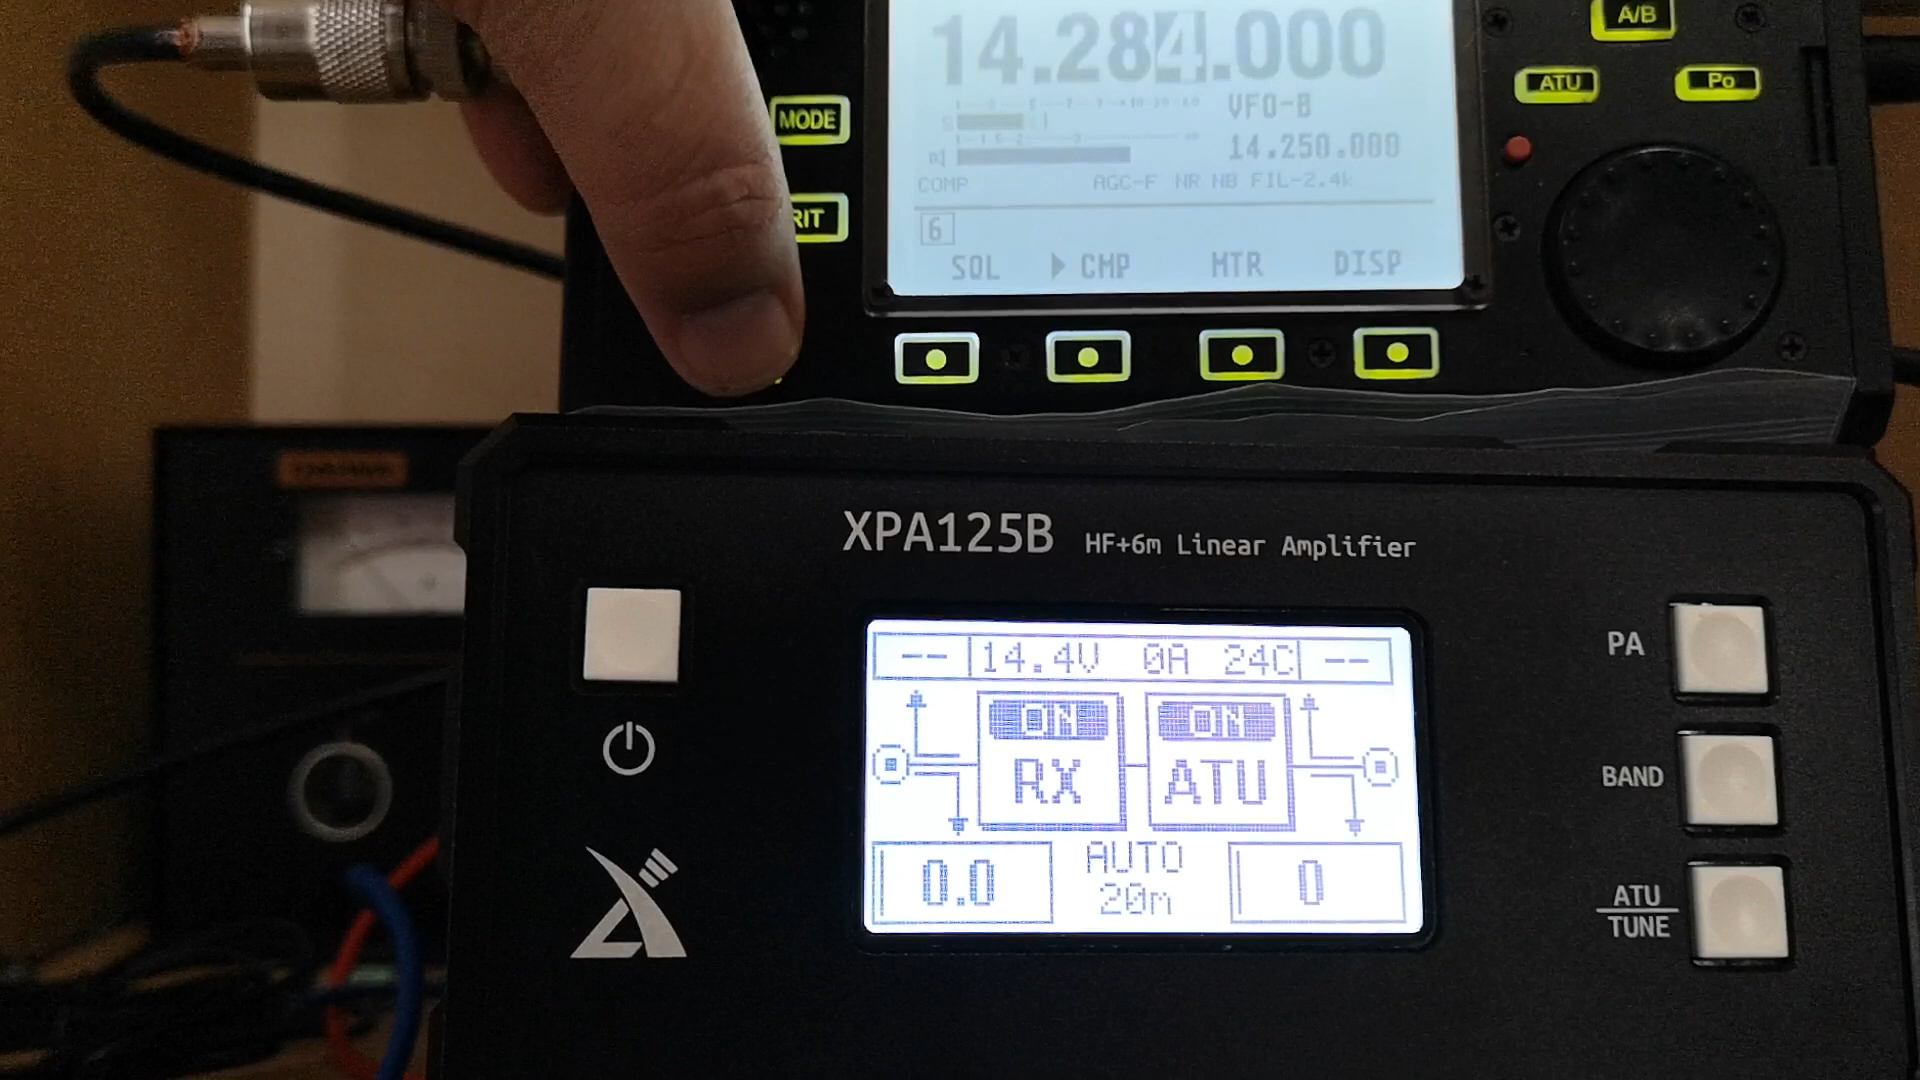 A/B
14.284.000
ATU
Po
MODE
VFO-B
S
14.250.000
COMP
AGC-F NR NB FIL-2.4k
RIT
6
SQL
CMP
MTR
DISP
XPA125B HF+6m Linear Amplifier
-- 14.4V 0A 24C --
ON
ON
RX
ATU
AUTO
0.0
0
20m
PA
BAND
ATU
TUNE